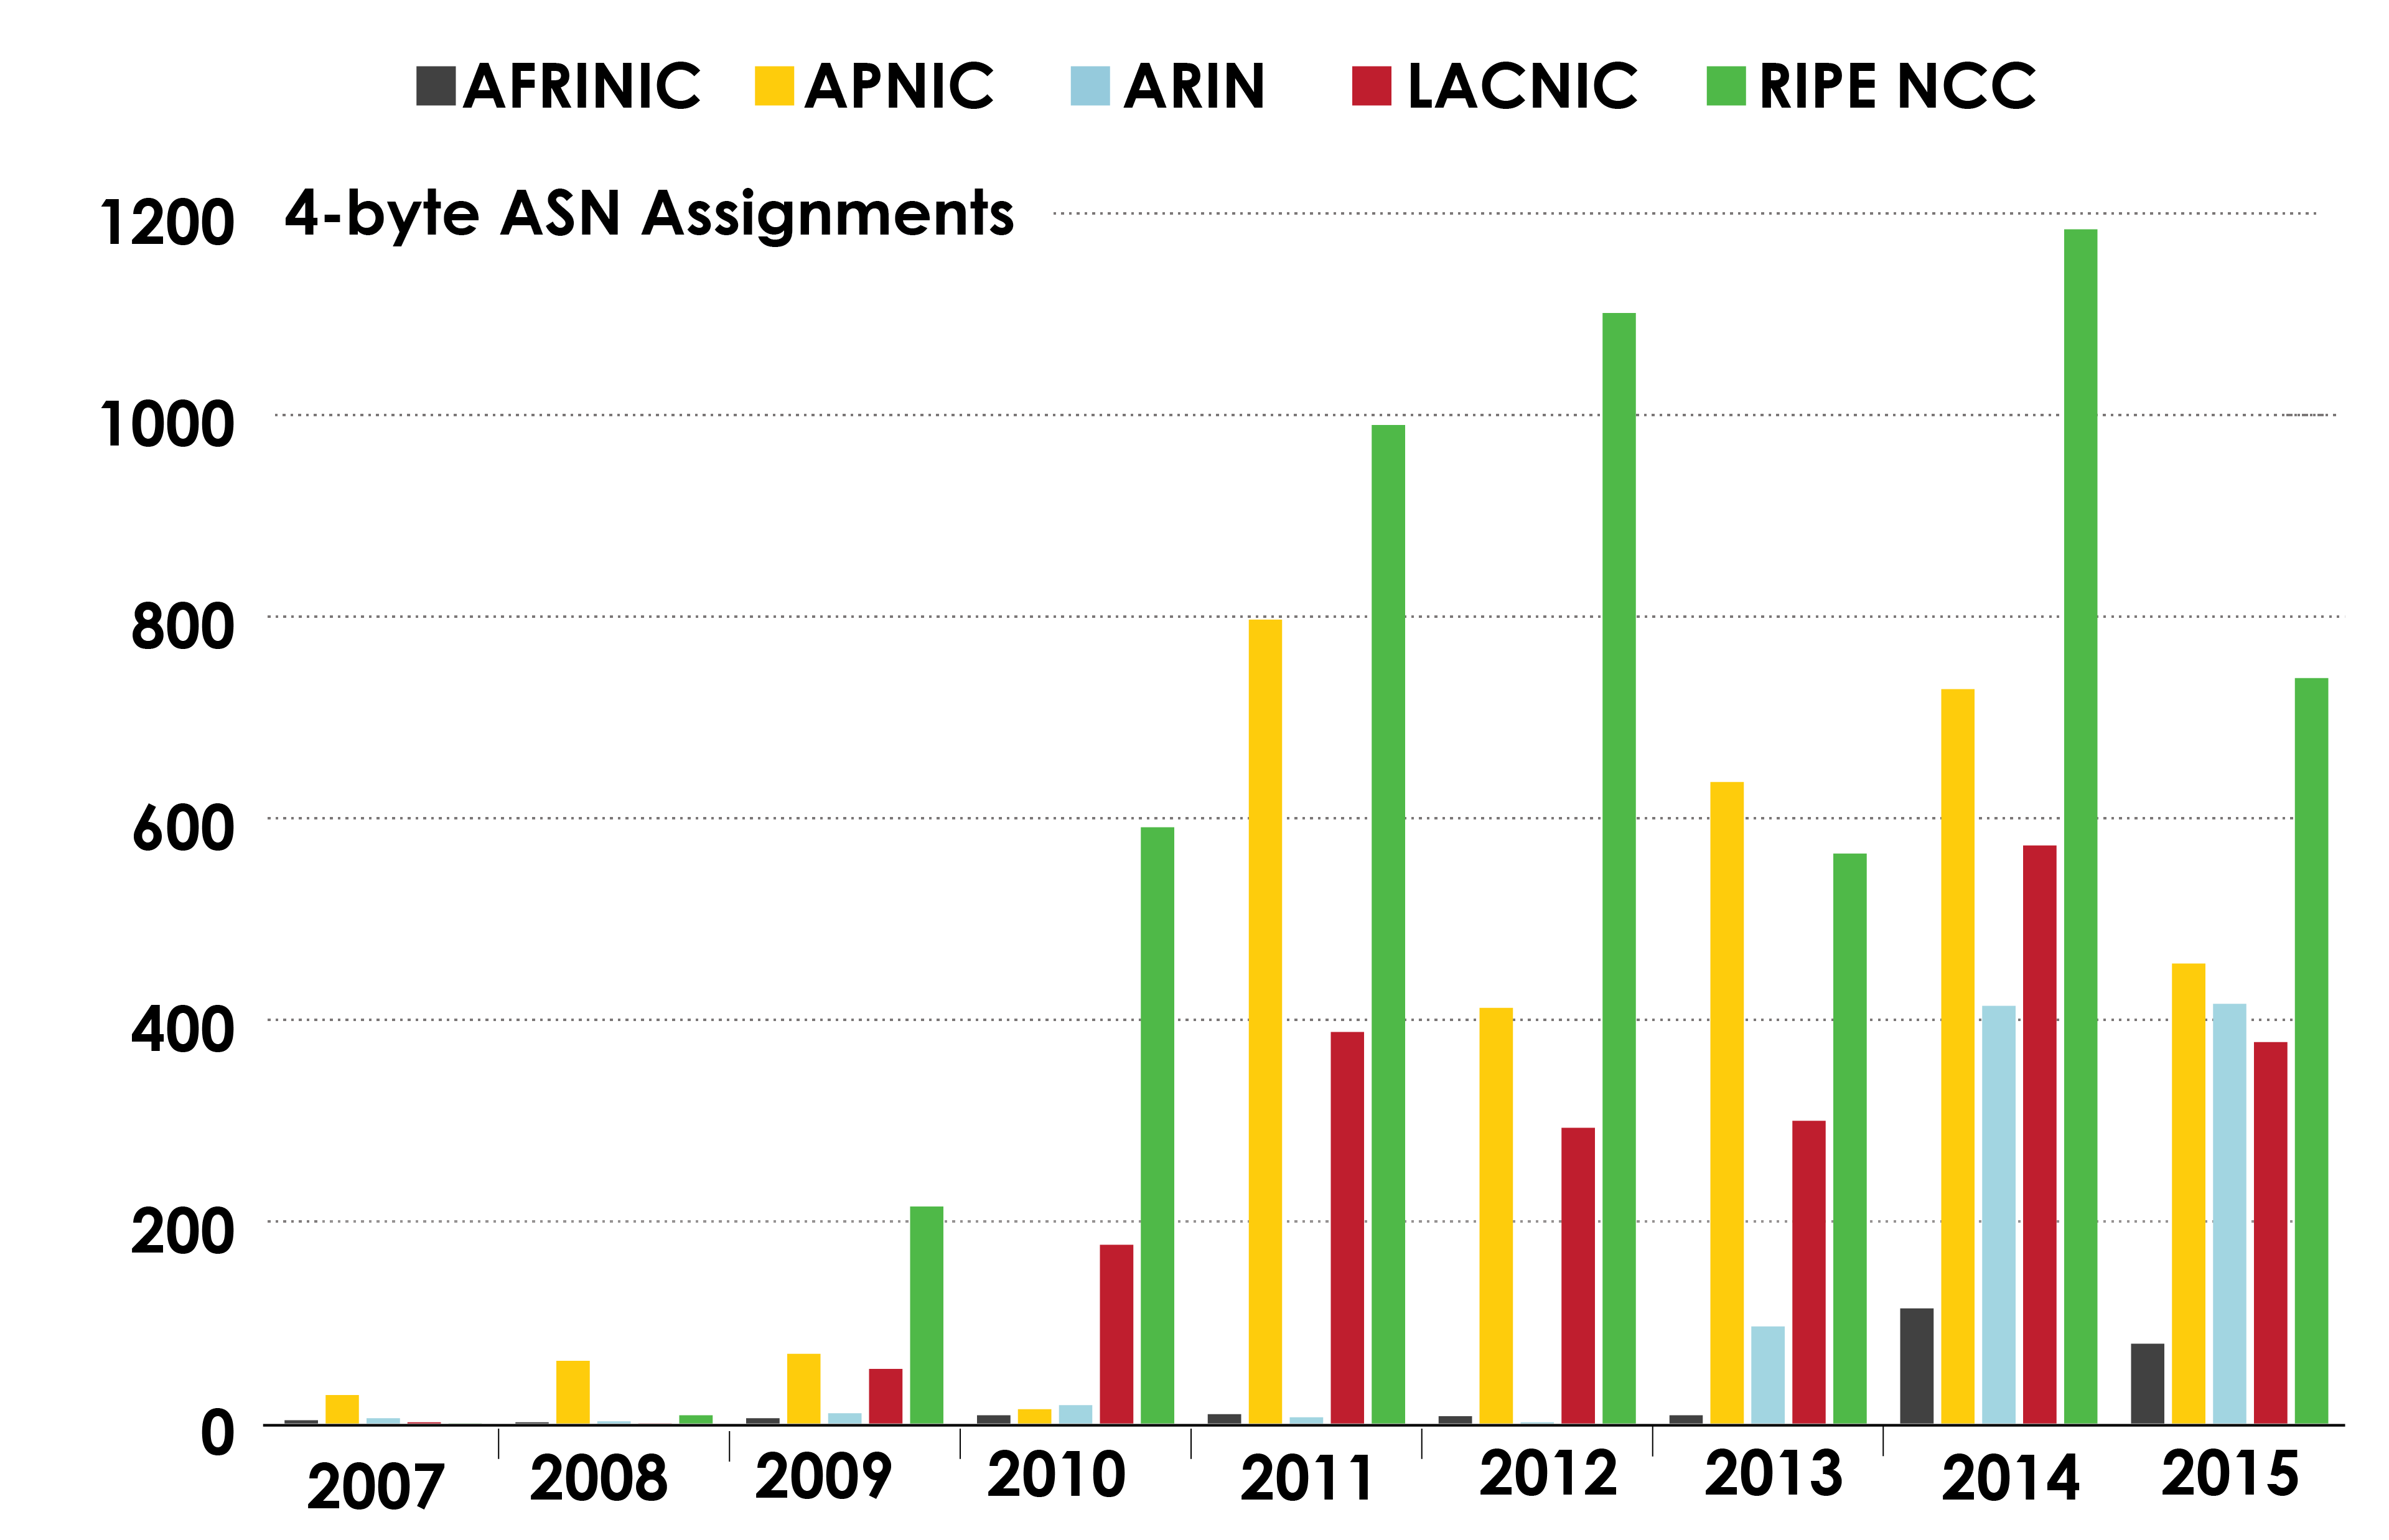 AFRINIC APNIC ARIN LACNIC RIPE NCC
4-byte ASN Assignments
1200
1000
800
600
400
200
0
2007 2008 2009 2010 2011 2012 2013 2014 2015